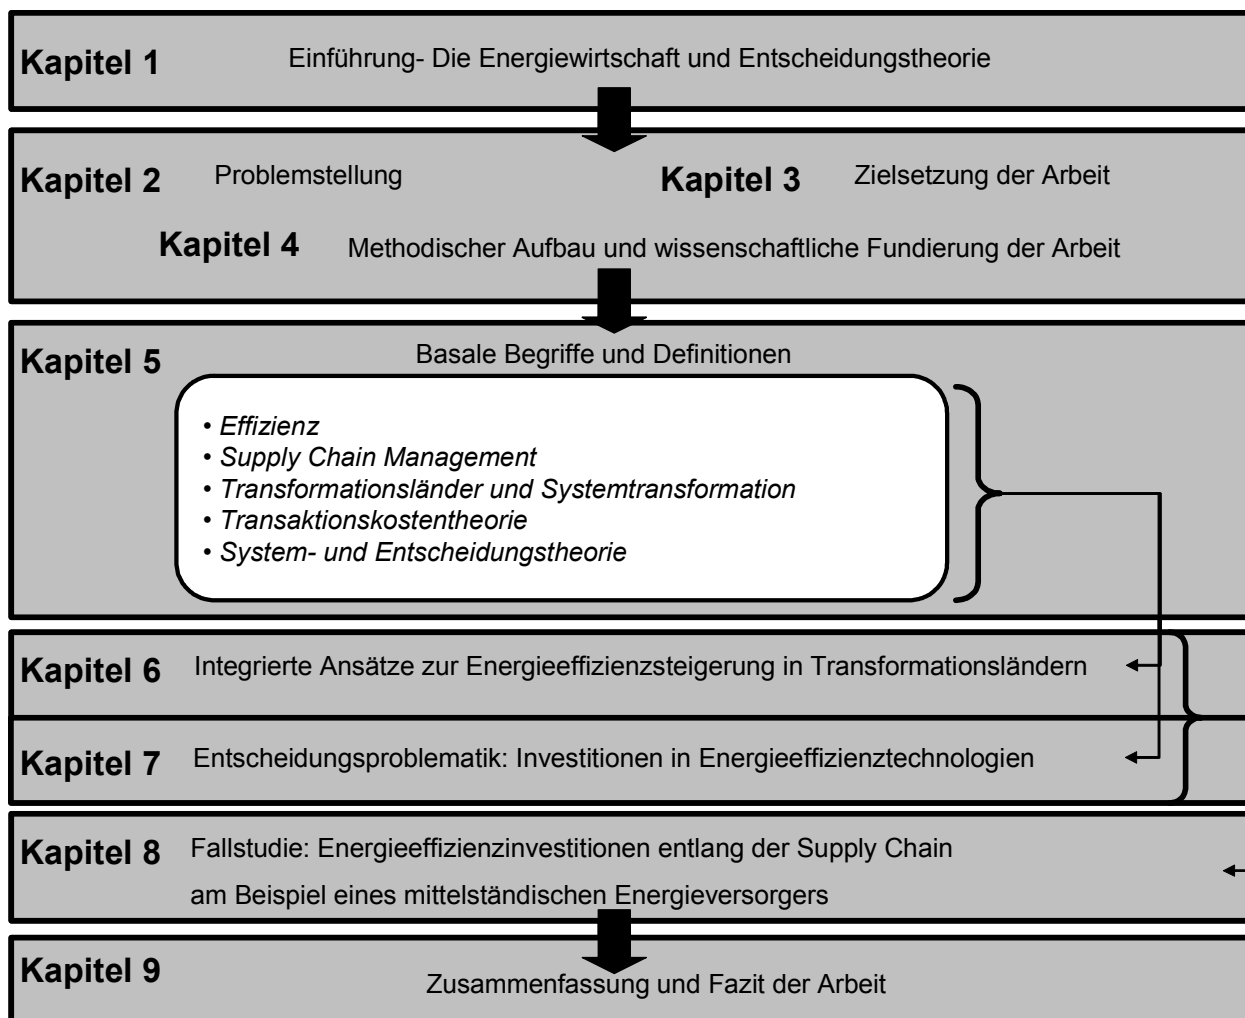 Kapitel 1 Einführung- Die Energiewirtschaft und Entscheidungstheorie
Kapitel 2 Problemstellung Kapitel 3 Zielsetzung der Arbeit
Kapitel 4 Methodischer Aufbau und wissenschaftliche Fundierung der Arbeit
Kapitel 5 Basale Begriffe und Definitionen
• Effizienz
• Supply Chain Management
• Transformationsländer und Systemtransformation
• Transaktionskostentheorie
• System- und Entscheidungstheorie
Kapitel 6 Integrierte Ansätze zur Energieeffizienzsteigerung in Transformationsländern
Kapitel 7 Entscheidungsproblematik: Investitionen in Energieeffizienztechnologien
Kapitel 8 Fallstudie: Energieeffizienzinvestitionen entlang der Supply Chain
am Beispiel eines mittelständischen Energieversorgers
Kapitel 9 Zusammenfassung und Fazit der Arbeit